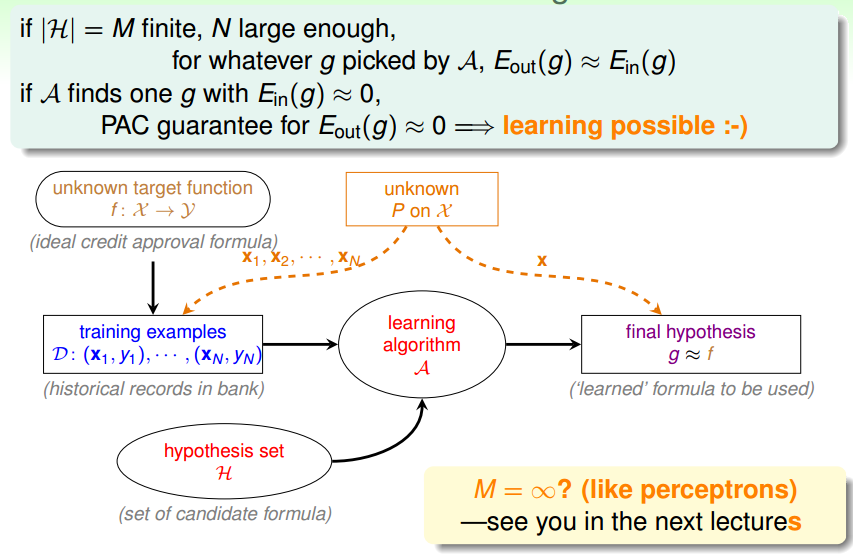 if |ℋ| = M finite, N large enough,
for whatever g picked by 𝒜, E_out(g) ≈ E_in(g)
if 𝒜 finds one g with E_in(g) ≈ 0,
PAC guarantee for E_out(g) ≈ 0 ⟹ learning possible :-)
unknown target function
f: 𝒳 → 𝒴
(ideal credit approval formula)
unknown
P on 𝒳
x₁, x₂, ⋯ , x_N
x
training examples
𝒟: (x₁, y₁), ⋯ , (x_N, y_N)
(historical records in bank)
learning
algorithm
𝒜
final hypothesis
g ≈ f
(‘learned’ formula to be used)
hypothesis set
ℋ
(set of candidate formula)
M = ∞? (like perceptrons)
—see you in the next lectures